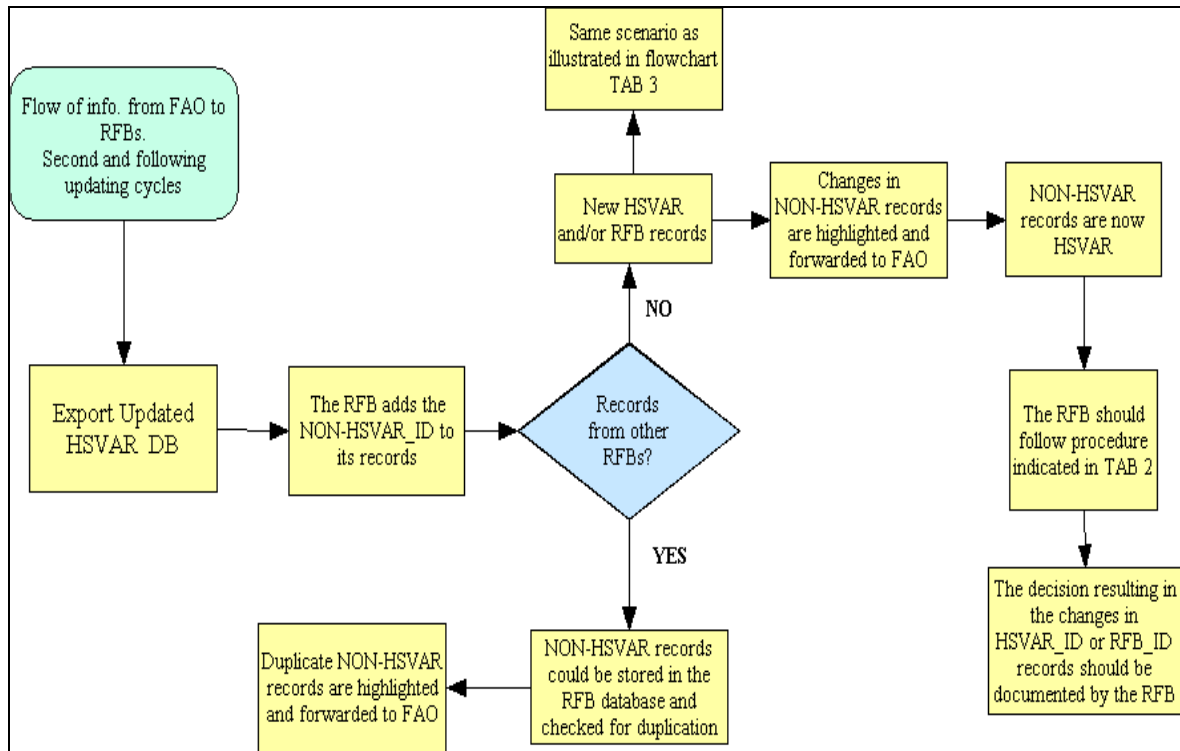 Flow of info. from FAO to
RFBs.
Second and following
updating cycles
Export Updated
HSVAR_DB
The RFB adds the
NON-HSVAR_ID to
its records
Records
from other
RFBs?
NO
New HSVAR
and/or RFB records
Same scenario as
illustrated in flowchart
TAB 3
Changes in
NON-HSVAR records
are highlighted and
forwarded to FAO
NON-HSVAR
records are now
HSVAR
The RFB should
follow procedure
indicated in TAB 2
The decision resulting in
the changes in
HSVAR_ID or RFB_ID
records should be
documented by the RFB
YES
NON-HSVAR records
could be stored in the
RFB database and
checked for duplication
Duplicate NON-HSVAR
records are highlighted
and forwarded to FAO